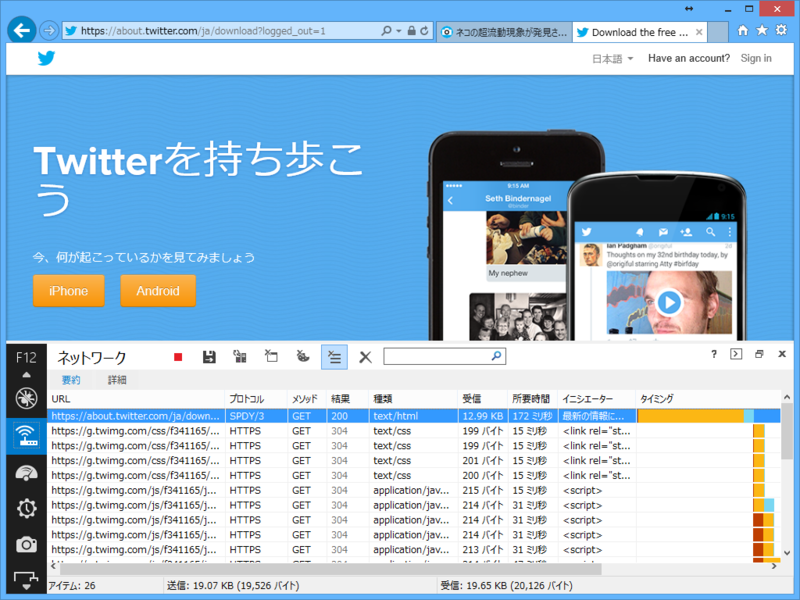 https://about.twitter.com/ja/download?logged_out=1
ネコの超流動現象が発見さ...
Download the free ...
日本語
Have an account?
Sign in
Twitterを持ち歩こ
う
今、何が起こっているかを見てみましょう
iPhone
Android
9:15 AM
Seth Bindernagel
@binder
My nephew
9:15
Ian Padgham @origiful
Thoughts on my 32nd birthday today, by
@origiful starring Atty #birfday
F12
ネットワーク
要約
詳細
URL プロトコル メソッド 結果 種類 受信 所要時間 イニシエーター タイミング
https://about.twitter.com/ja/down... SPDY/3 GET 200 text/html 12.99 KB 172 ミリ秒 最新の情報に...
https://g.twimg.com/css/f341165/... HTTPS GET 304 text/css 199 バイト 15 ミリ秒 <link rel="st...
https://g.twimg.com/css/f341165/... HTTPS GET 304 text/css 199 バイト 15 ミリ秒 <link rel="st...
https://g.twimg.com/css/f341165/... HTTPS GET 304 text/css 201 バイト 15 ミリ秒 <link rel="st...
https://g.twimg.com/css/f341165/... HTTPS GET 304 text/css 200 バイト 15 ミリ秒 <link rel="st...
https://g.twimg.com/js/f341165/j... HTTPS GET 304 application/jav... 215 バイト 15 ミリ秒 <script>
https://g.twimg.com/js/f341165/j... HTTPS GET 304 application/jav... 214 バイト 31 ミリ秒 <script>
https://g.twimg.com/js/f341165/j... HTTPS GET 304 application/jav... 214 バイト 31 ミリ秒 <script>
https://g.twimg.com/js/f341165/j... HTTPS GET 304 application/jav... 214 バイト 31 ミリ秒 <script>
https://g.twimg.com/js/f341165/j... HTTPS GET 304 application/jav... 213 バイト 31 ミリ秒 <script>
アイテム: 26
送信: 19.07 KB (19,526 バイト)
受信: 19.65 KB (20,126 バイト)